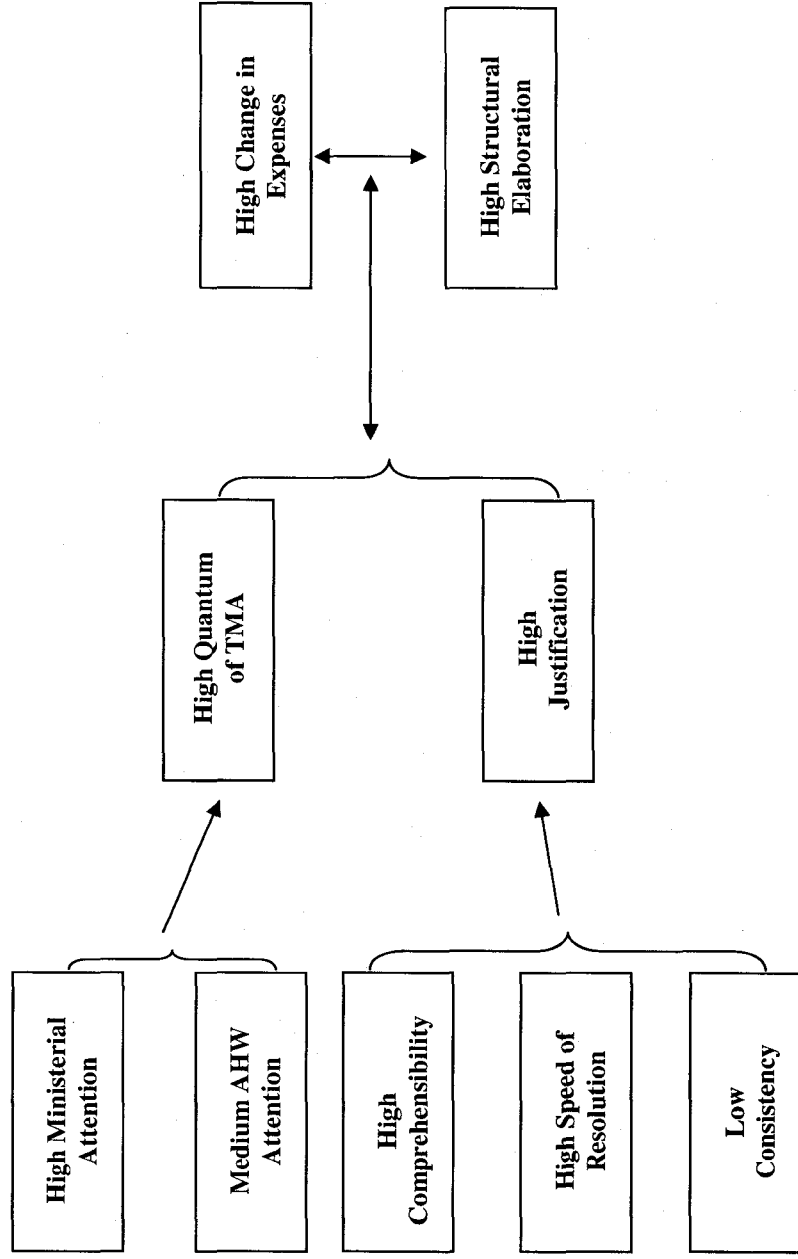 High Ministerial
Attention
Medium AHW
Attention
High
Comprehensibility
High Speed of
Resolution
Low
Consistency
High Quantum
of TMA
High
Justification
High Change in
Expenses
High Structural
Elaboration